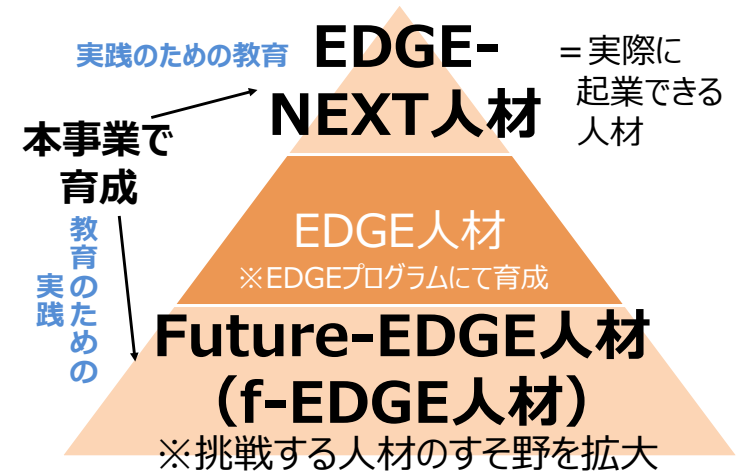 実践のための教育
EDGE-
NEXT人材
=実際に
起業できる
人材
本事業で
育成
教育のための
実践
EDGE人材
※EDGEプログラムにて育成
Future-EDGE人材
（f-EDGE人材）
※挑戦する人材のすそ野を拡大